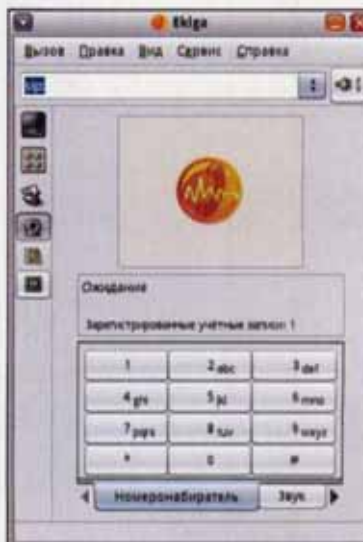 Ekiga
Вызов Правка Вид Сервис Справка
sip:
Ожидание
Зарегистрированные учётные записи: 1
1 2 abc 3 def
4 ghi 5 jkl 6 mno
7 pqrs 8 tuv 9 wxyz
* 0 #
Номеронабиратель Звук